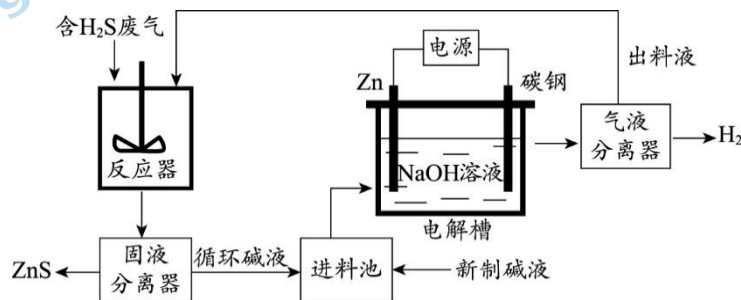 含H₂S废气
电源
出料液
Zn
碳钢
气液
分离器
H₂
反应器
NaOH溶液
电解槽
固液
分离器
循环碱液
进料池
新制碱液
ZnS